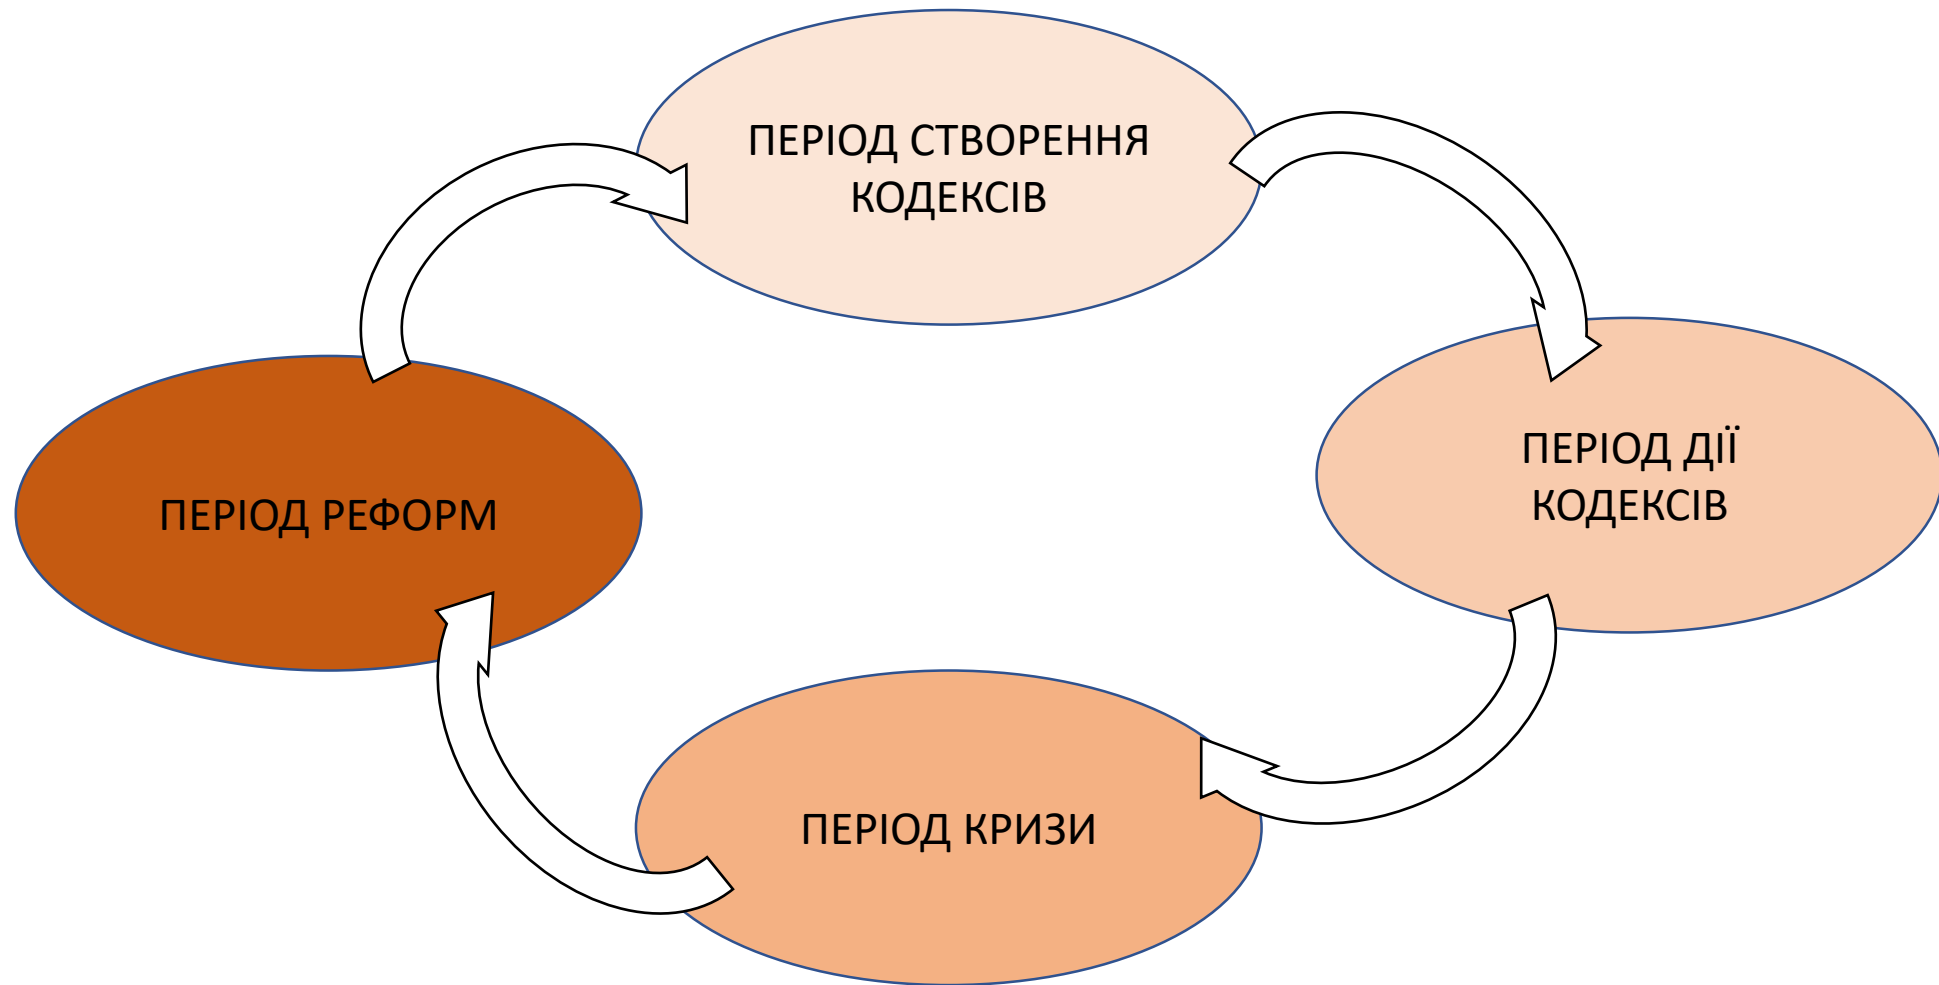 ПЕРІОД СТВОРЕННЯ
КОДЕКСІВ
ПЕРІОД ДІЇ
КОДЕКСІВ
ПЕРІОД РЕФОРМ
ПЕРІОД КРИЗИ